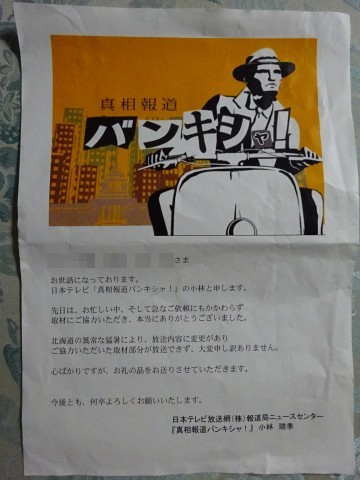 真相報道
バンキシャ!
さま
お世話になっております。
日本テレビ「真相報道バンキシャ!」の小林と申します。
先日は、お忙しい中、そして急なご依頼にもかかわらず
取材にご協力いただき、本当にありがとうございました。
北海道の異常な猛暑により、放送内容に変更があり
ご協力いただいた取材部分が放送できず、大変申し訳ありません。
心ばかりですが、お礼の品をお送りさせていただきます。
今後とも、何卒よろしくお願いいたします。
日本テレビ放送網(株)報道局ニュースセンター
『真相報道バンキシャ!』小林 瑞季